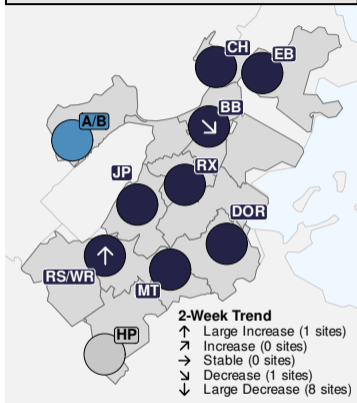 CH
EB
BB
A/B
RX
JP
DOR
RS/WR
MT
HP
2-Week Trend
↑ Large Increase (1 sites)
↗ Increase (0 sites)
→ Stable (0 sites)
↘ Decrease (1 sites)
↓ Large Decrease (8 sites)